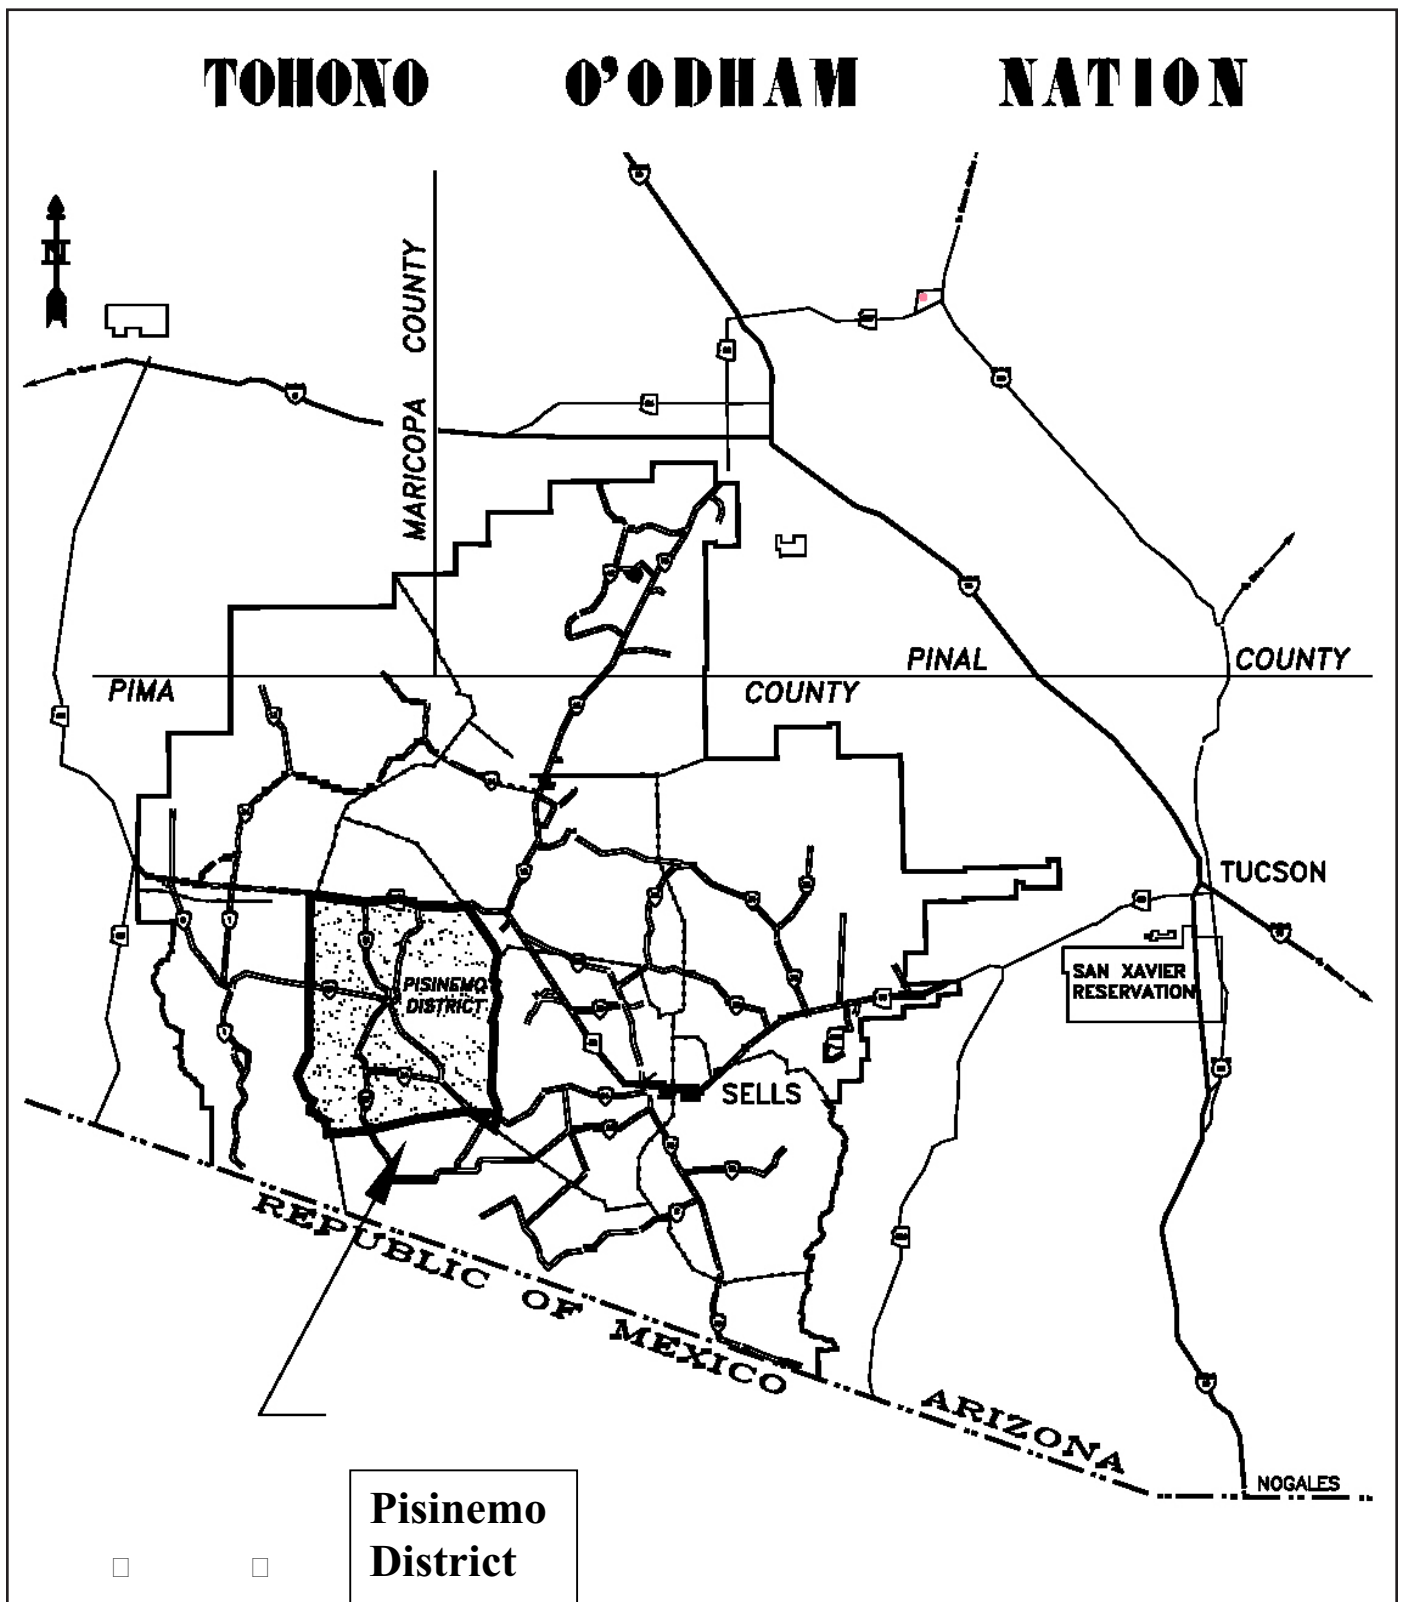 TOHONO O'ODHAM NATION
N
MARICOPA COUNTY
PINAL COUNTY
PIMA COUNTY
TUCSON
PISINEMO
DISTRICT
SAN XAVIER
RESERVATION
SELLS
REPUBLIC OF MEXICO
ARIZONA
NOGALES
Pisinemo
District